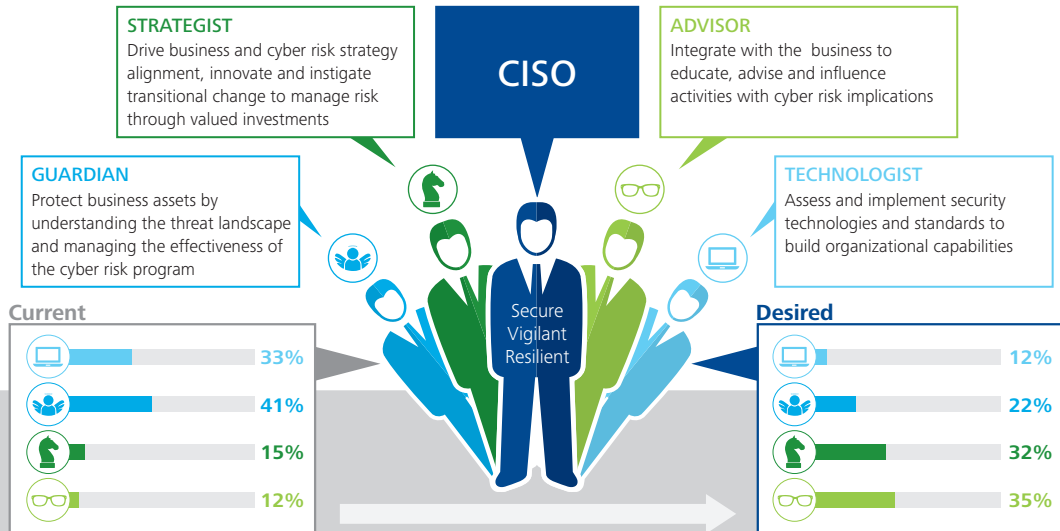 STRATEGIST
Drive business and cyber risk strategy
alignment, innovate and instigate
transitional change to manage risk
through valued investments
CISO
ADVISOR
Integrate with the business to
educate, advise and influence
activities with cyber risk implications
GUARDIAN
Protect business assets by
understanding the threat landscape
and managing the effectiveness of
the cyber risk program
TECHNOLOGIST
Assess and implement security
technologies and standards to
build organizational capabilities
Secure
Vigilant
Resilient
Current
33%
41%
15%
12%
Desired
12%
22%
32%
35%